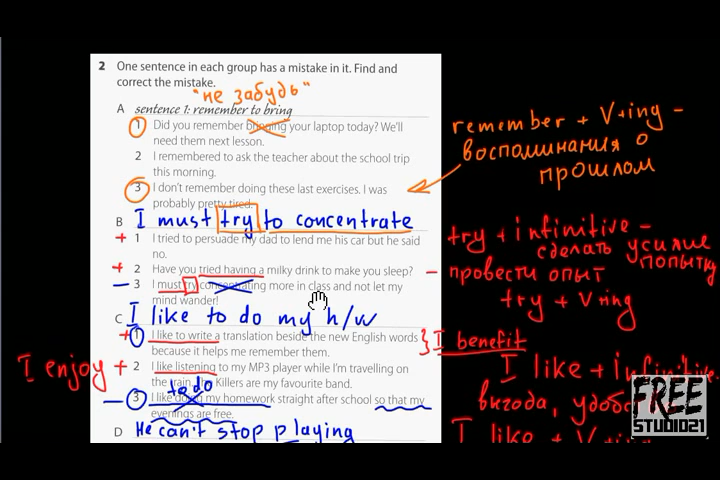 2 One sentence in each group has a mistake in it. Find and
correct the mistake.
"не забудь"
A sentence 1: remember to bring
1 Did you remember bringing your laptop today? We'll
need them next lesson.
2 I remembered to ask the teacher about the school trip
this morning.
3 I don't remember doing these last exercises. I was
probably pretty tired.
B I must try to concentrate
+ 1 I tried to persuade my dad to lend me his car but he said
no.
+ 2 Have you tried having a milky drink to make you sleep?
– 3 I must try concentrating more in class and not let my
mind wander!
C I like to do my h/w
+ 1 I like to write a translation beside the new English words
because it helps me remember them.
+ 2 I like listening to my MP3 player while I'm travelling on
the train. Killers are my favourite band.
to do
– 3 I like doing my homework straight after school so that my
evenings are free.
D He can't stop playing
I enjoy
remember + V+ing –
воспоминания о
прошлом
try + infinitive –
сделать усилие
попытку
– провести опыт
try + Ving
} I benefit
I like + infinitive
выгода,
I like + V+ing
FREE
STUDIO21